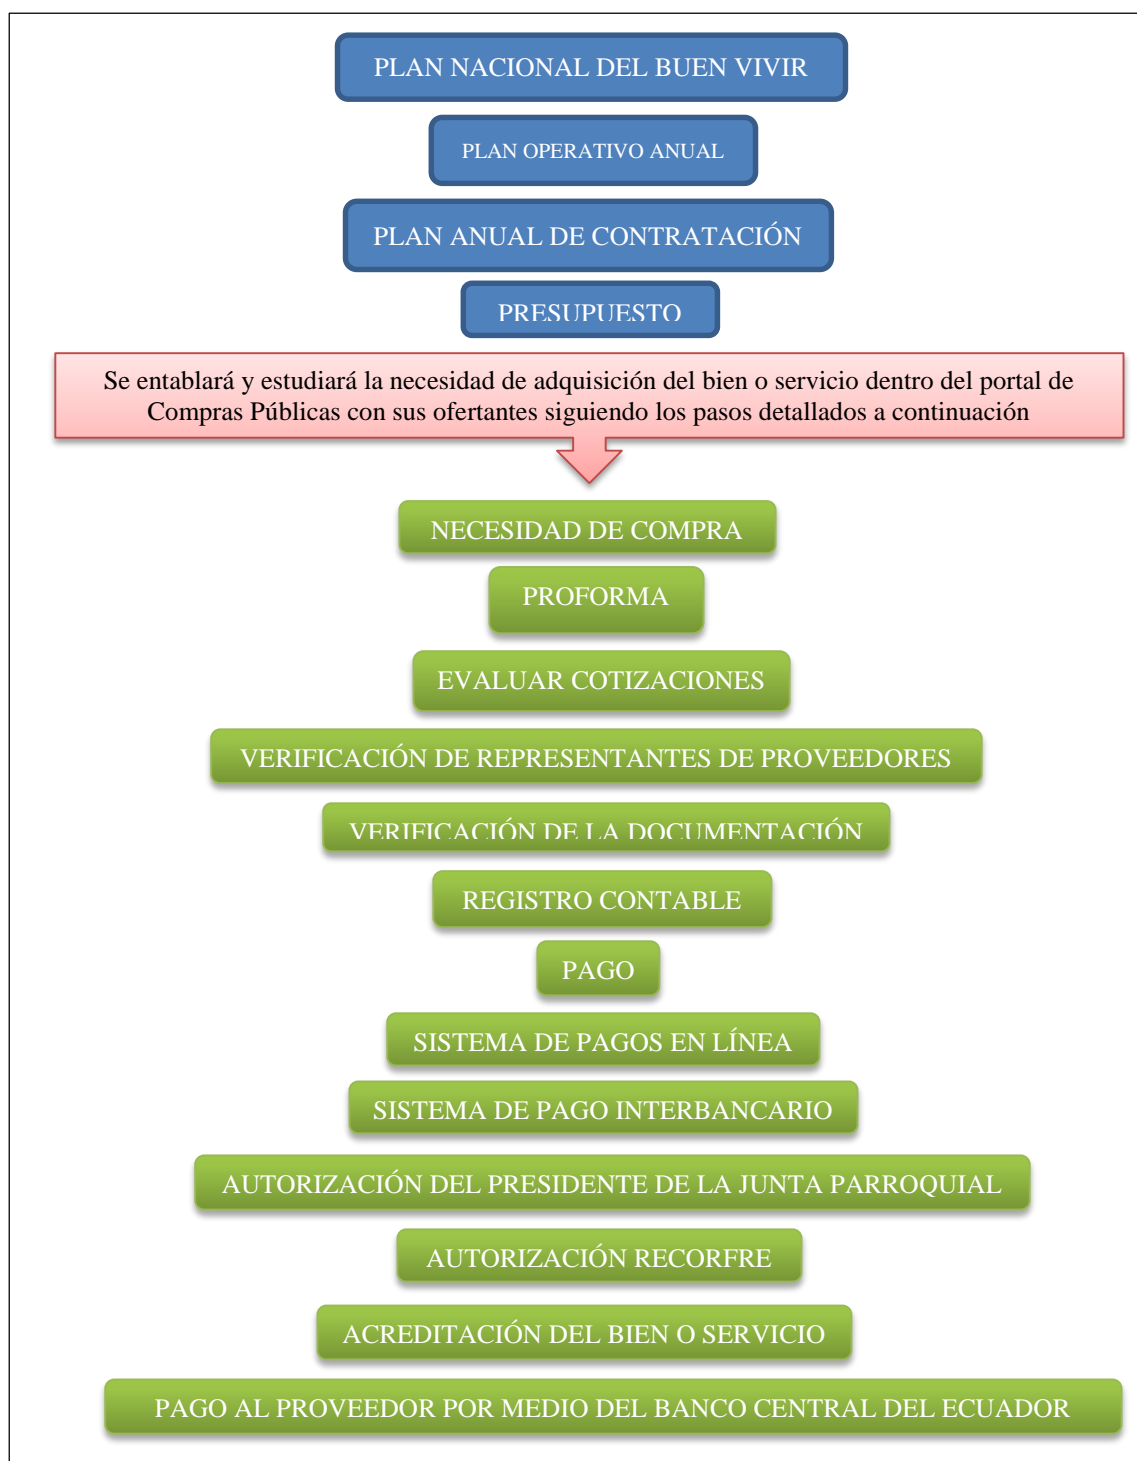 PLAN NACIONAL DEL BUEN VIVIR
PLAN OPERATIVO ANUAL
PLAN ANUAL DE CONTRATACIÓN
PRESUPUESTO
Se entablará y estudiará la necesidad de adquisición del bien o servicio dentro del portal de
Compras Públicas con sus ofertantes siguiendo los pasos detallados a continuación
NECESIDAD DE COMPRA
PROFORMA
EVALUAR COTIZACIONES
VERIFICACIÓN DE REPRESENTANTES DE PROVEEDORES
VERIFICACIÓN DE LA DOCUMENTACIÓN
REGISTRO CONTABLE
PAGO
SISTEMA DE PAGOS EN LÍNEA
SISTEMA DE PAGO INTERBANCARIO
AUTORIZACIÓN DEL PRESIDENTE DE LA JUNTA PARROQUIAL
AUTORIZACIÓN RECORFRE
ACREDITACIÓN DEL BIEN O SERVICIO
PAGO AL PROVEEDOR POR MEDIO DEL BANCO CENTRAL DEL ECUADOR